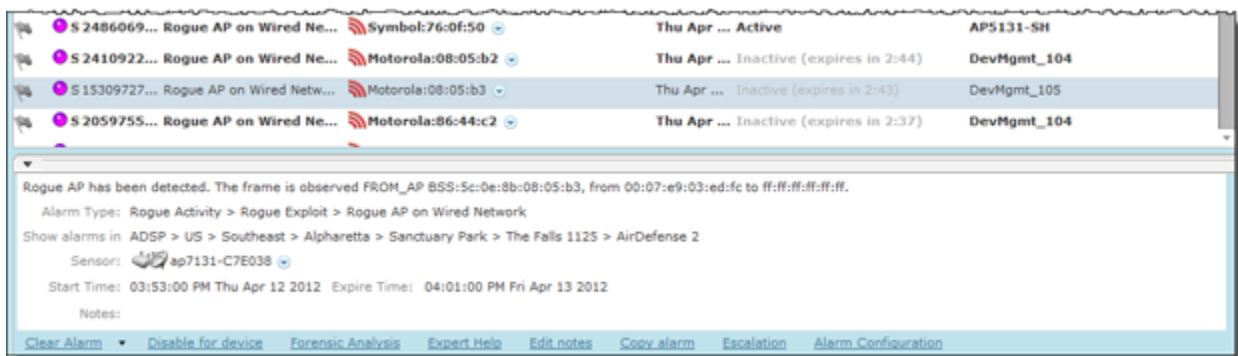 S 2486069... Rogue AP on Wired Ne... Symbol:76:0f:50 Thu Apr ... Active AP5131-SH
S 2410922... Rogue AP on Wired Ne... Motorola:08:05:b2 Thu Apr ... Inactive (expires in 2:44) DevMgmt_104
S 15309727... Rogue AP on Wired Netw... Motorola:08:05:b3 Thu Apr ... Inactive (expires in 2:43) DevMgmt_105
S 2059755... Rogue AP on Wired Ne... Motorola:86:44:c2 Thu Apr ... Inactive (expires in 2:37) DevMgmt_104
Rogue AP has been detected. The frame is observed FROM_AP BSS:5c:0e:8b:08:05:b3, from 00:07:e9:03:ed:fc to ff:ff:ff:ff:ff:ff.
Alarm Type: Rogue Activity > Rogue Exploit > Rogue AP on Wired Network
Show alarms in ADSP > US > Southeast > Alpharetta > Sanctuary Park > The Falls 1125 > AirDefense 2
Sensor: ap7131-C7E038
Start Time: 03:53:00 PM Thu Apr 12 2012 Expire Time: 04:01:00 PM Fri Apr 13 2012
Notes:
Clear Alarm Disable for device Forensic Analysis Expert Help Edit notes Copy alarm Escalation Alarm Configuration